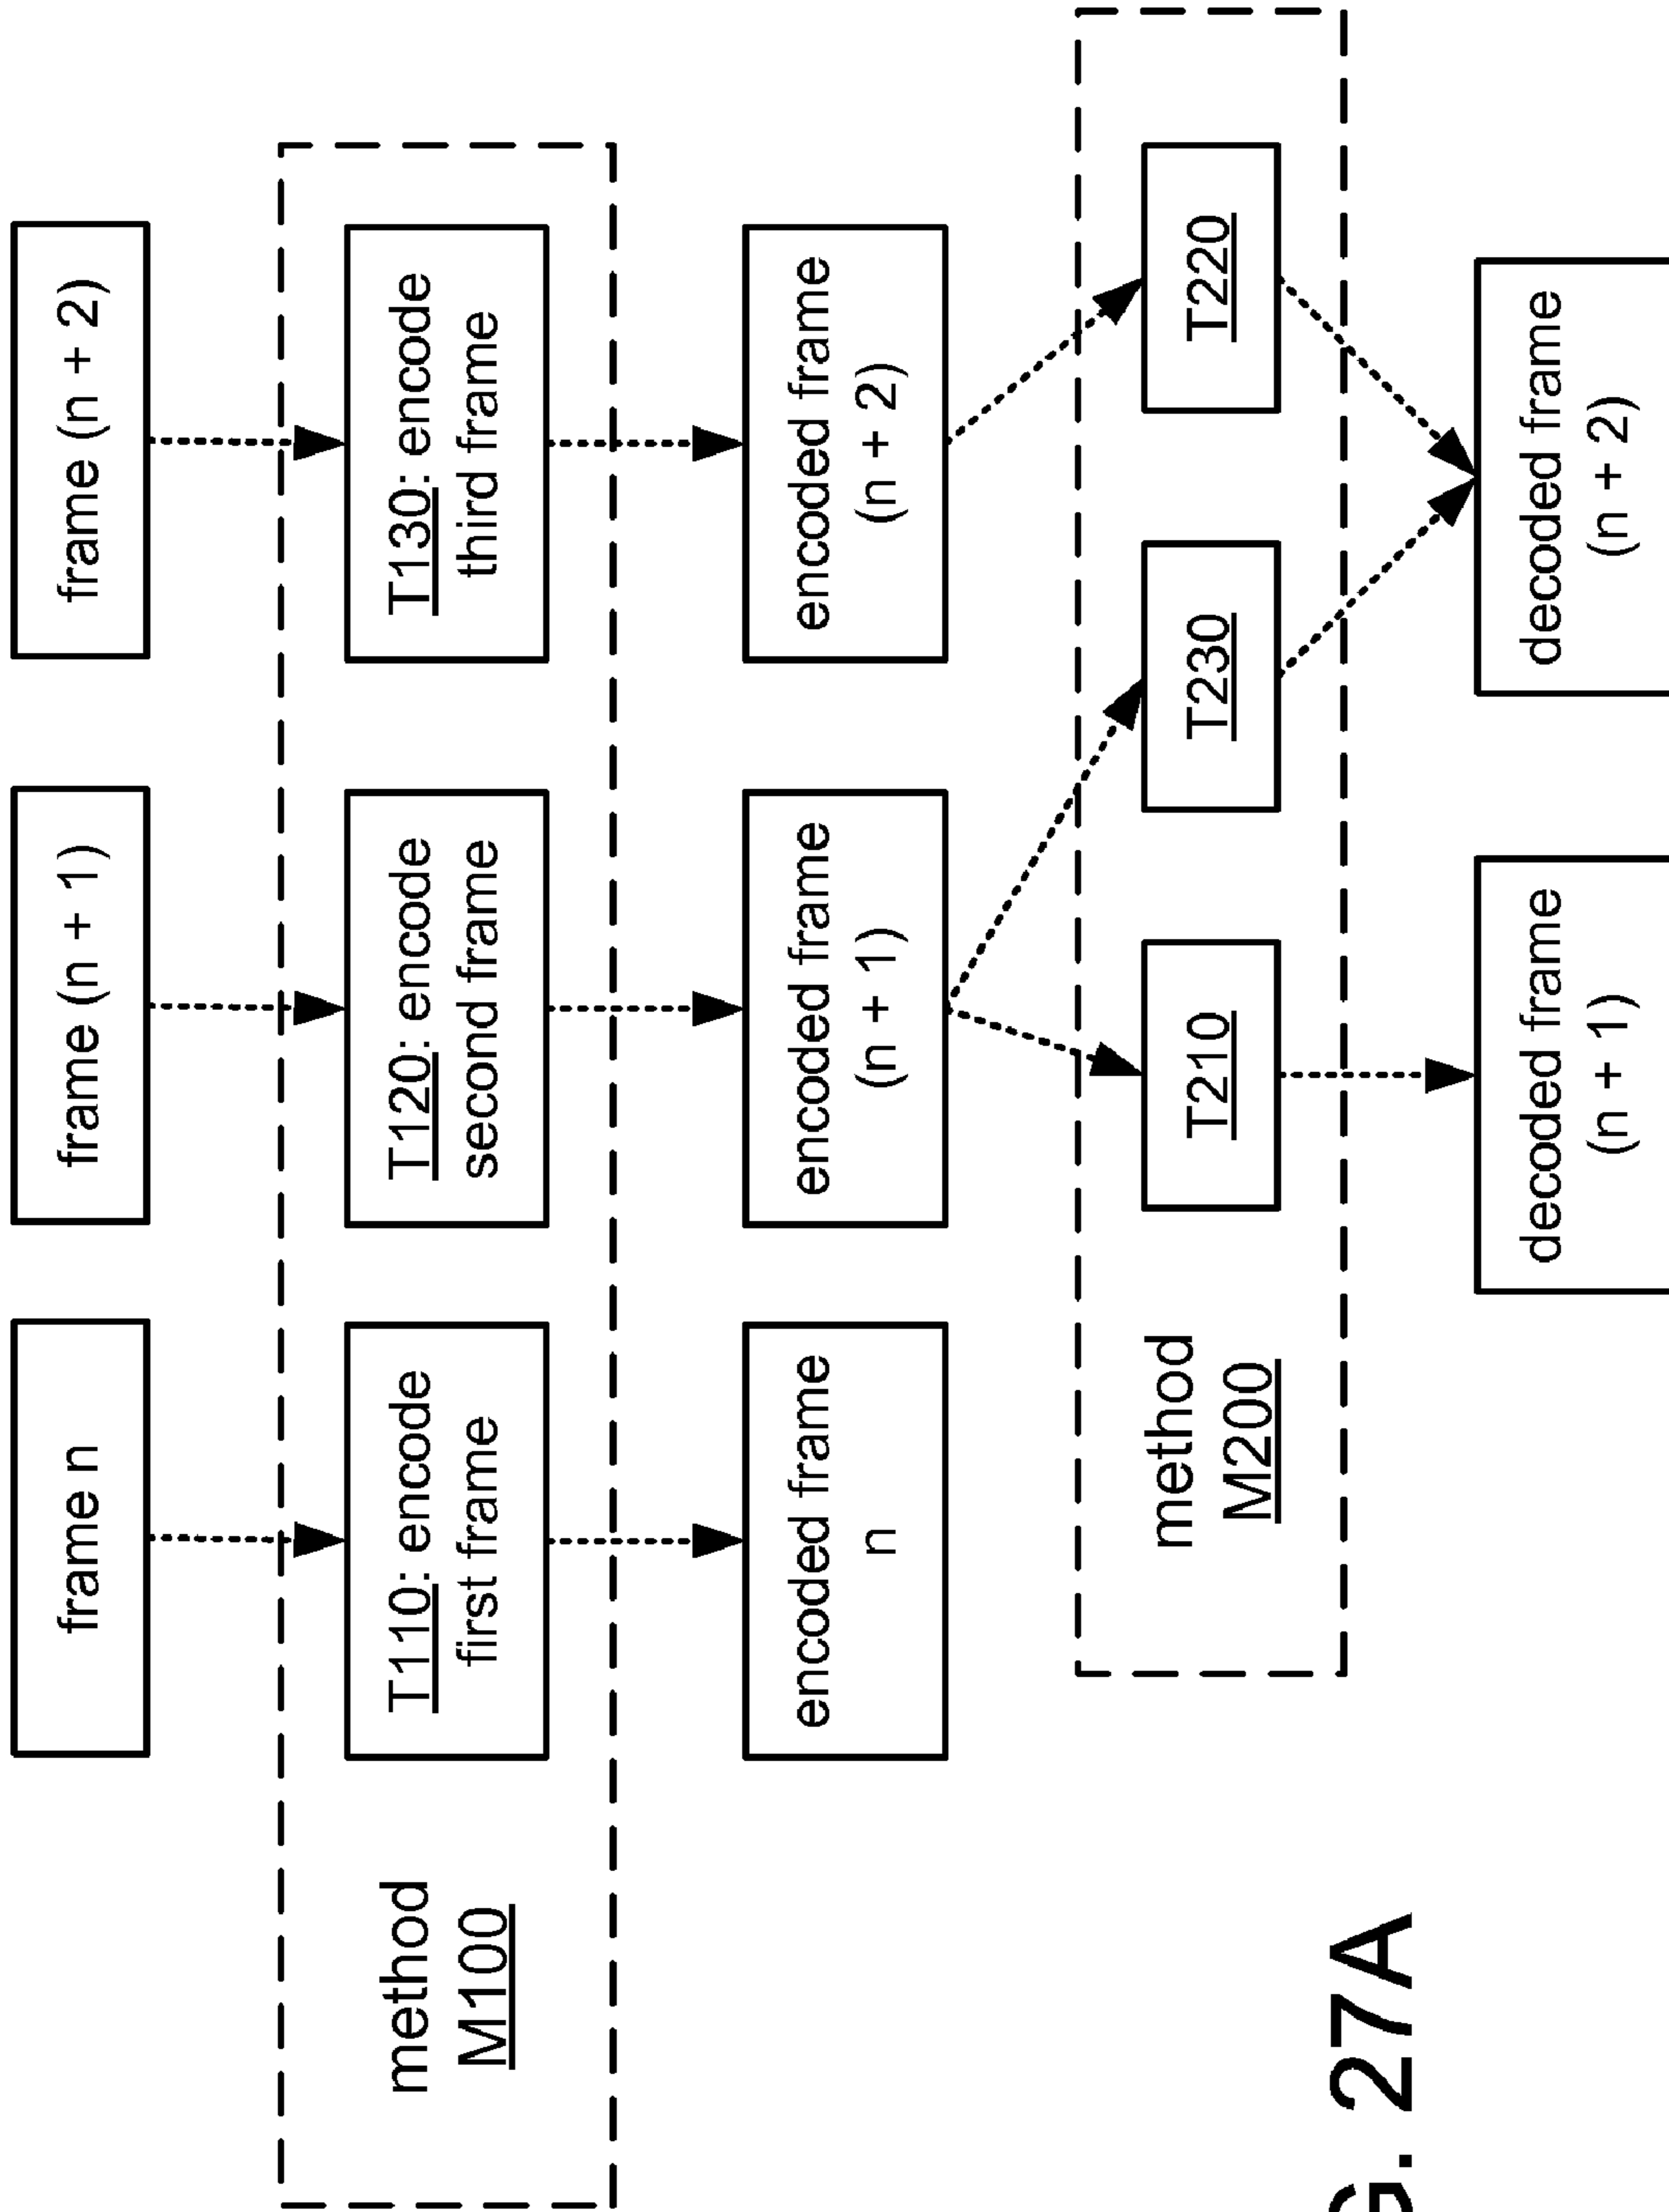 frame n
frame (n + 1)
frame (n + 2)
method
M100
T110: encode
first frame
T120: encode
second frame
T130: encode
third frame
encoded frame
n
encoded frame
(n + 1)
encoded frame
(n + 2)
method
M200
T210
T230
T220
decoded frame
(n + 1)
decoded frame
(n + 2)
G. 27A